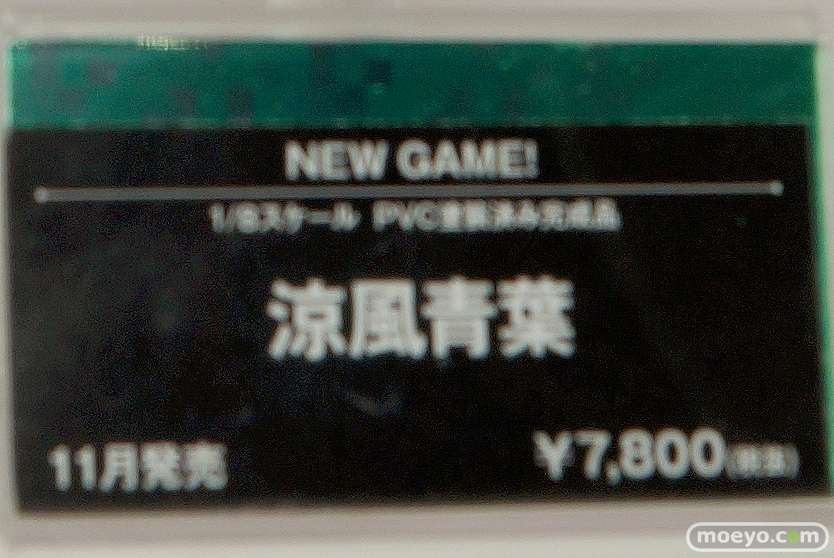 NEW GAME!
1/8スケール PVC塗装済み完成品
涼風青葉
11月発売
¥7,800
moeyo.com